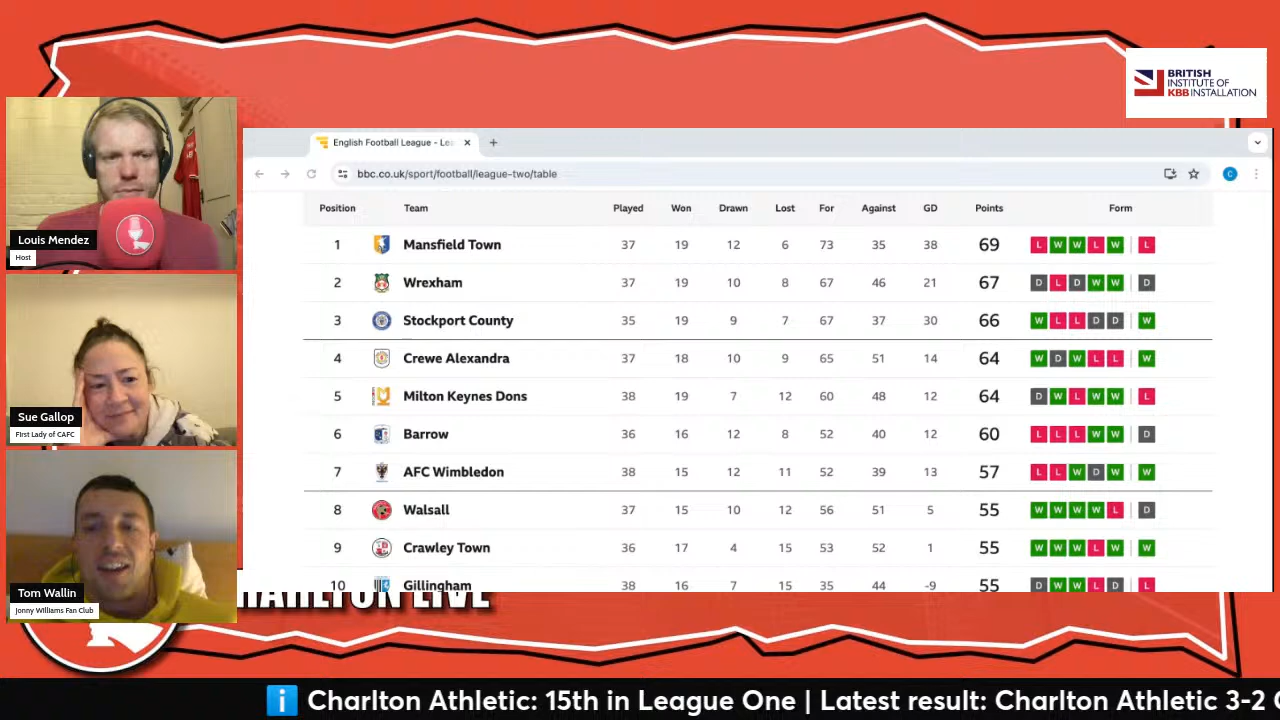 BRITISH
INSTITUTE OF
KBB INSTALLATION
English Football League - Le
bbc.co.uk/sport/football/league-two/table
C
Position Team Played Won Drawn Lost For Against GD Points Form
1 Mansfield Town 37 19 12 6 73 35 38 69 L W W L W L
2 Wrexham 37 19 10 8 67 46 21 67 D L D W W D
3 Stockport County 35 19 9 7 67 37 30 66 W L L D D W
4 Crewe Alexandra 37 18 10 9 65 51 14 64 W D W L L W
5 Milton Keynes Dons 38 19 7 12 60 48 12 64 D W L W W L
6 Barrow 36 16 12 8 52 40 12 60 L L L W W D
7 AFC Wimbledon 38 15 12 11 52 39 13 57 L L W D W W
8 Walsall 37 15 10 12 56 51 5 55 W W W W L D
9 Crawley Town 36 17 4 15 53 52 1 55 W W W L W W
10 Gillingham 38 16 7 15 35 44 -9 55 D W W L D L
Louis Mendez
Host
Sue Gallop
First Lady of CAFC
Tom Wallin
Jonny Williams Fan Club
CHARLTON LIVE
i Charlton Athletic: 15th in League One | Latest result: Charlton Athletic 3-2